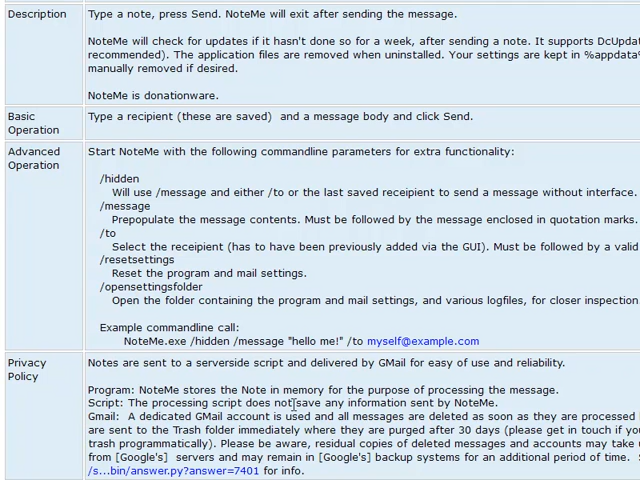 Description
Type a note, press Send. NoteMe will exit after sending the message.
NoteMe will check for updates if it hasn't done so for a week, after sending a note. It supports DcUpdat
recommended). The application files are removed when uninstalled. Your settings are kept in %appdata%
manually removed if desired.
NoteMe is donationware.
Basic
Operation
Type a recipient (these are saved) and a message body and click Send.
Advanced
Operation
Start NoteMe with the following commandline parameters for extra functionality:
/hidden
Will use /message and either /to or the last saved receipient to send a message without interface.
/message
Prepopulate the message contents. Must be followed by the message enclosed in quotation marks.
/to
Select the receipient (has to have been previously added via the GUI). Must be followed by a valid
/resetsettings
Reset the program and mail settings.
/opensettingsfolder
Open the folder containing the program and mail settings, and various logfiles, for closer inspection
Example commandline call:
NoteMe.exe /hidden /message "hello me!" /to myself@example.com
Privacy
Policy
Notes are sent to a serverside script and delivered by GMail for easy of use and reliability.
Program: NoteMe stores the Note in memory for the purpose of processing the message.
Script: The processing script does not save any information sent by NoteMe.
Gmail: A dedicated GMail account is used and all messages are deleted as soon as they are processed
are sent to the Trash folder immediately where they are purged after 30 days (please get in touch if you
trash programmatically). Please be aware, residual copies of deleted messages and accounts may take u
from [Google's] servers and may remain in [Google's] backup systems for an additional period of time. S
/s...bin/answer.py?answer=7401 for info.